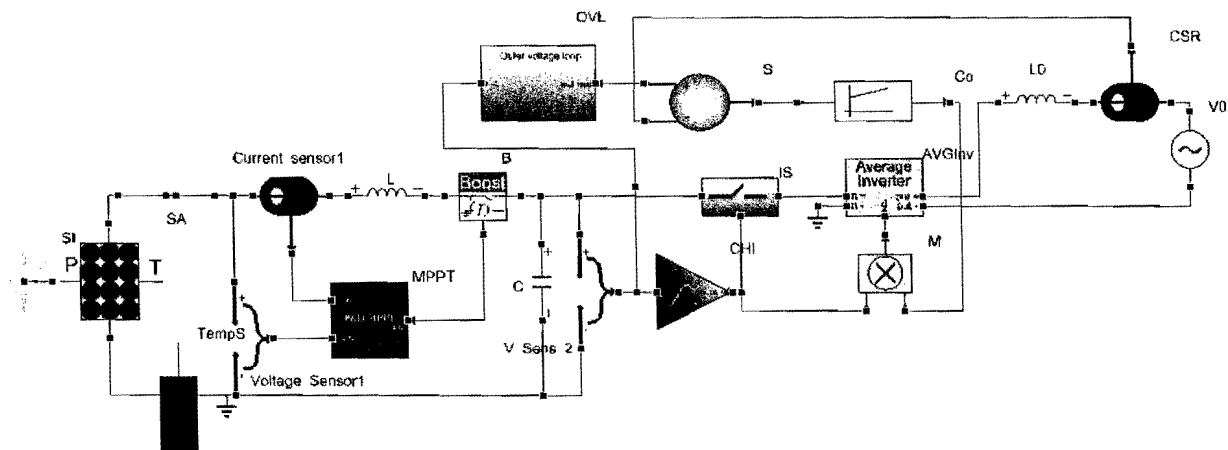 OVL
CSR
Outer voltage loop
S
Co
LD
V0
Current sensor1
B
L
Boost
IS
AVGInv
Average
Inverter
SA
SI
P
T
MPPT
CHI
M
C
TempS
V Sens 2
Voltage Sensor1